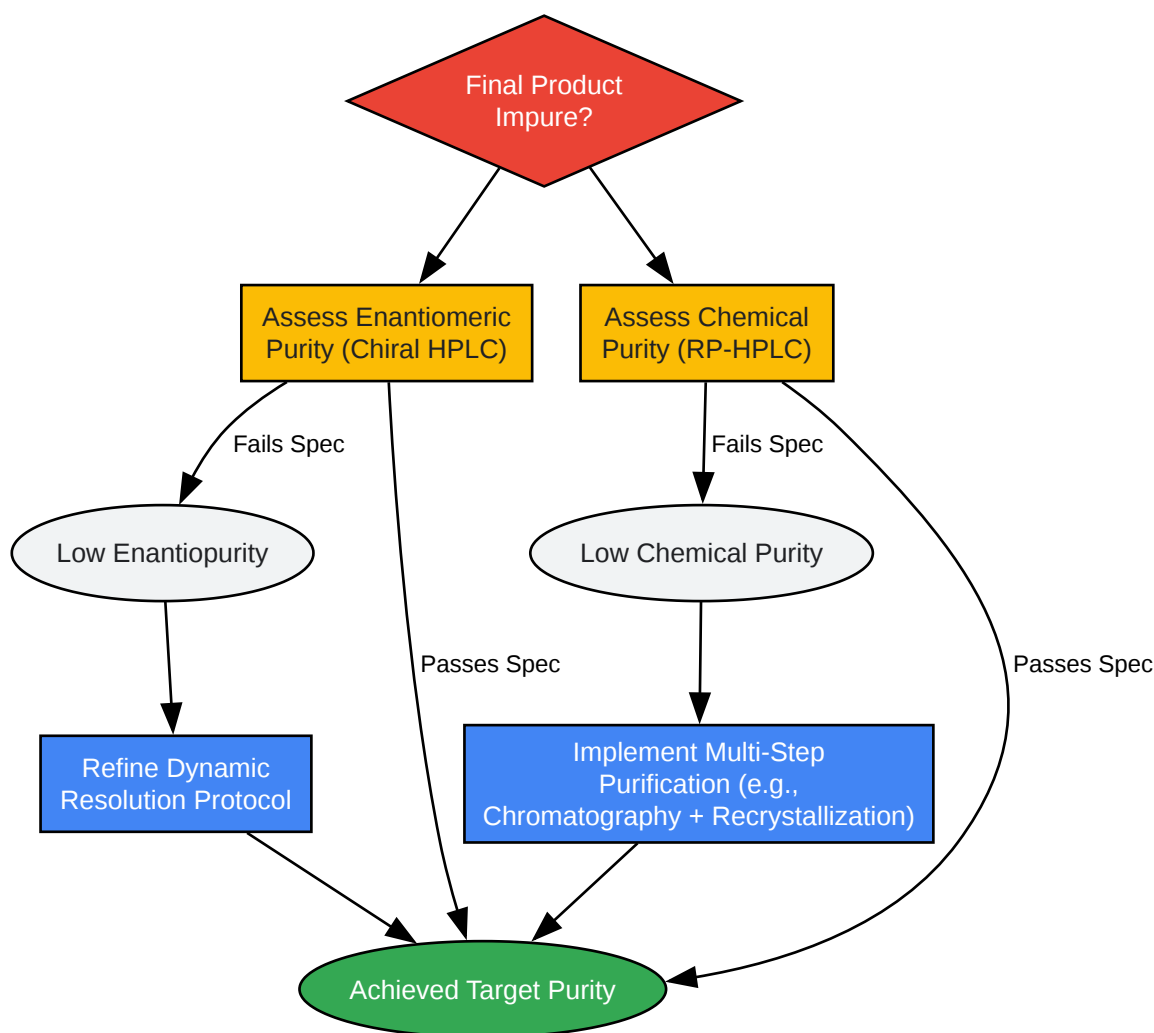 Final Product
Impure?
Assess Enantiomeric
Purity (Chiral HPLC)
Assess Chemical
Purity (RP-HPLC)
Fails Spec
Fails Spec
Low Enantiopurity
Low Chemical Purity
Passes Spec
Passes Spec
Refine Dynamic
Resolution Protocol
Implement Multi-Step
Purification (e.g.,
Chromatography + Recrystallization)
Achieved Target Purity